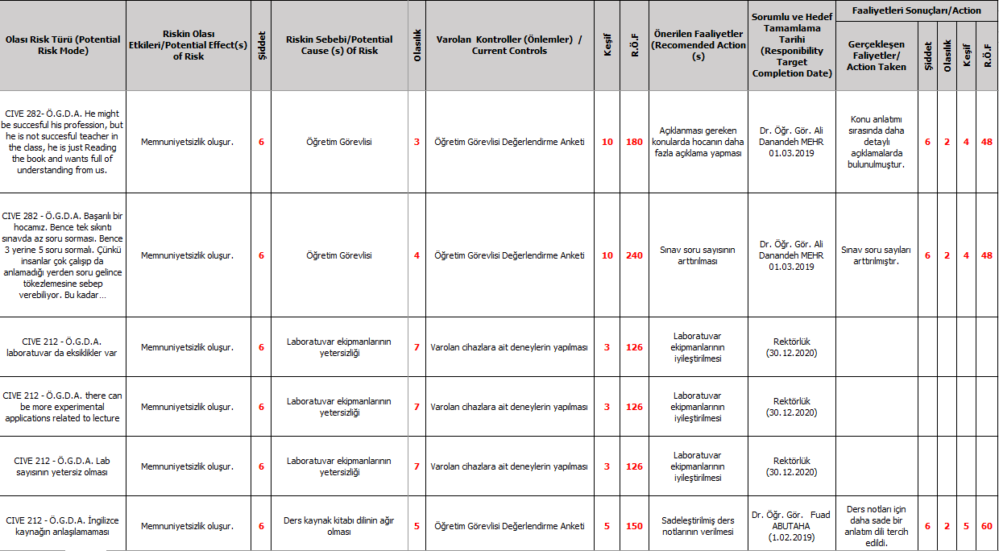 Olası Risk Türü (Potential
Risk Mode)
Riskin Olası
Etkileri/Potential Effect(s)
of Risk
Şiddet
Riskin Sebebi/Potential
Cause (s) Of Risk
Olasılık
Varolan Kontroller (Önlemler) /
Current Controls
Keşif
R.Ö.F
Önerilen Faaliyetler
(Recomended Action
(s)
Sorumlu ve Hedef
Tamamlama
Tarihi
(Responibility
Target
Completion Date)
Faaliyetleri Sonuçları/Action
Gerçekleşen
Faliyetler/
Action Taken
Şiddet
Olasılık
Keşif
R.Ö.F
CIVE 282- Ö.G.D.A. He might
be succesful his profession, but
he is not succesful teacher in
the class, he is just Reading
the book and wants full of
understanding from us.
Memnuniyetsizlik oluşur.
6
Öğretim Görevlisi
3
Öğretim Görevlisi Değerlendirme Anketi
10
180
Açıklanması gereken
konularda hocanın daha
fazla açıklama yapması
Dr. Öğr. Gör. Ali
Danandeh MEHR
01.03.2019
Konu anlatımı
sırasında daha
detaylı
açıklamalarda
bulunulmuştur.
6
2
4
48
CIVE 282 - Ö.G.D.A. Başarılı bir
hocamız. Bence tek sıkıntı
sınavda az soru sorması. Bence
3 yerine 5 soru sormalı. Çünkü
insanlar çok çalışıp da
anlamadığı yerden soru gelince
tökezlemesine sebep
verebiliyor. Bu kadar...
Memnuniyetsizlik oluşur.
6
Öğretim Görevlisi
4
Öğretim Görevlisi Değerlendirme Anketi
10
240
Sınav soru sayısının
arttırılması
Dr. Öğr. Gör. Ali
Danandeh MEHR
01.03.2019
Sınav soru sayıları
arttırılmıştır.
6
2
4
48
CIVE 212 - Ö.G.D.A.
laboratuvar da eksiklikler var
Memnuniyetsizlik oluşur.
6
Laboratuvar ekipmanlarının
yetersizliği
7
Varolan cihazlara ait deneylerin yapılması
3
126
Laboratuvar
ekipmanlarının
iyileştirilmesi
Rektörlük
(30.12.2020)
CIVE 212 - Ö.G.D.A. there can
be more experimental
applications related to lecture
Memnuniyetsizlik oluşur.
6
Laboratuvar ekipmanlarının
yetersizliği
7
Varolan cihazlara ait deneylerin yapılması
3
126
Laboratuvar
ekipmanlarının
iyileştirilmesi
Rektörlük
(30.12.2020)
CIVE 212 - Ö.G.D.A. Lab
sayısının yetersiz olması
Memnuniyetsizlik oluşur.
6
Laboratuvar ekipmanlarının
yetersizliği
7
Varolan cihazlara ait deneylerin yapılması
3
126
Laboratuvar
ekipmanlarının
iyileştirilmesi
Rektörlük
(30.12.2020)
CIVE 212 - Ö.G.D.A. İngilizce
kaynağın anlaşılamaması
Memnuniyetsizlik oluşur.
6
Ders kaynak kitabı dilinin ağır
olması
5
Öğretim Görevlisi Değerlendirme Anketi
5
150
Sadeleştirilmiş ders
notlarının verilmesi
Dr. Öğr. Gör. Fuad
ABUTAHA
(1.02.2019)
Ders notları için
daha sade bir
anlatım dili tercih
edildi.
6
2
5
60